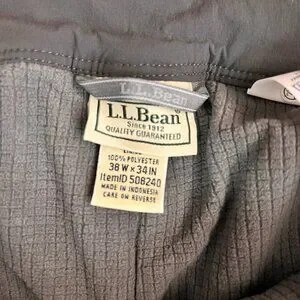 L.L.Bean
L.L.Bean
Since 1912
QUALITY GUARANTEED
100% POLYESTER
38 W x 34 IN
ItemID 508240
MADE IN INDONESIA
CARE ON REVERSE